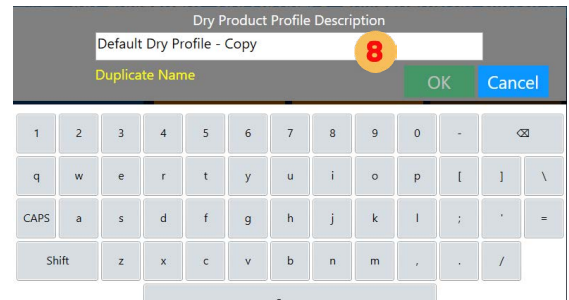 Dry Product Profile Description
Default Dry Profile - Copy
8
Duplicate Name
OK Cancel
1 2 3 4 5 6 7 8 9 0 - ⌫
q w e r t y u i o p [ ] \
CAPS a s d f g h j k l ; ' =
Shift z x c v b n m , . /